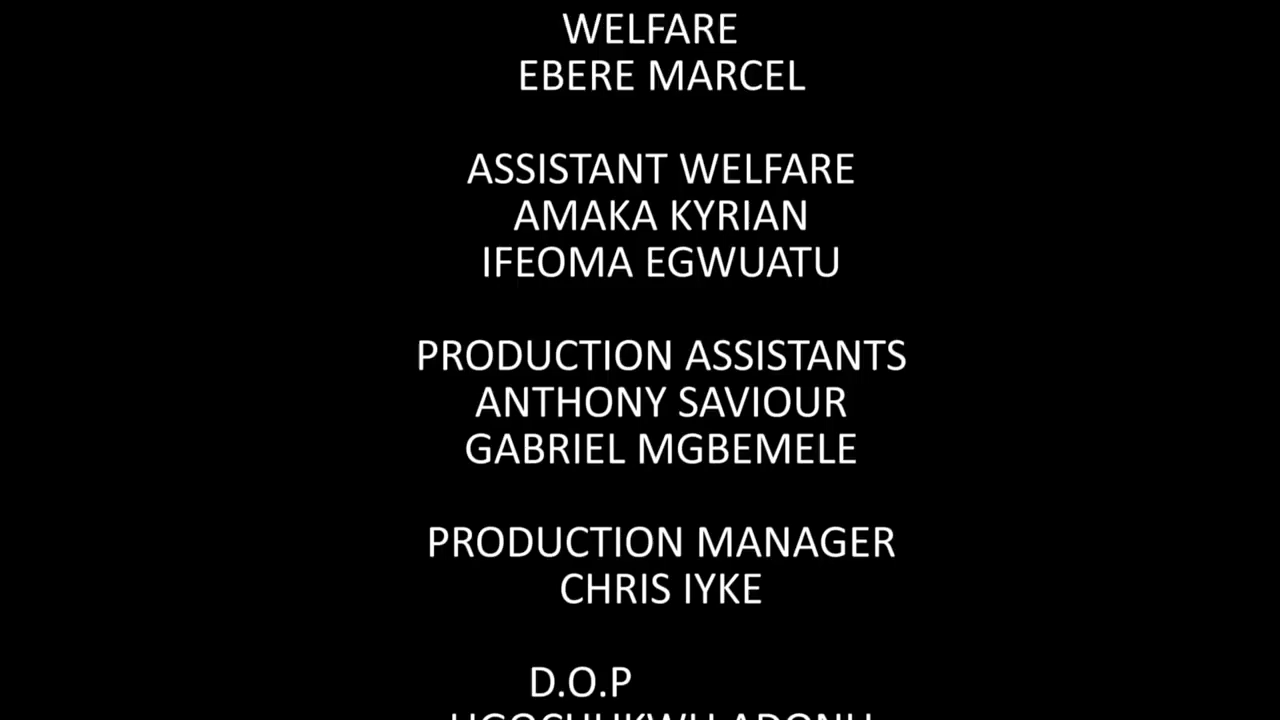 WELFARE
EBERE MARCEL
ASSISTANT WELFARE
AMAKA KYRIAN
IFEOMA EGWUATU
PRODUCTION ASSISTANTS
ANTHONY SAVIOUR
GABRIEL MGBEMELE
PRODUCTION MANAGER
CHRIS IYKE
D.O.P